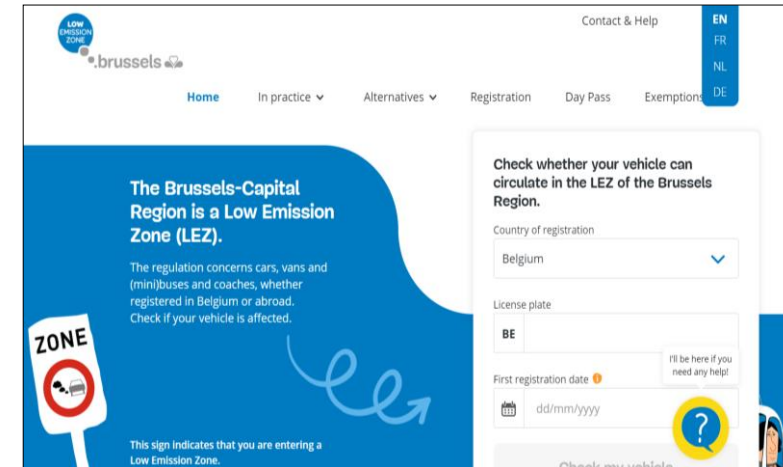 LOW
EMISSION
ZONE
.brussels
Contact & Help
EN
FR
NL
DE
Home In practice Alternatives Registration Day Pass Exemptions
The Brussels-Capital
Region is a Low Emission
Zone (LEZ).
The regulation concerns cars, vans and
(mini)buses and coaches, whether
registered in Belgium or abroad.
Check if your vehicle is affected.
ZONE
This sign indicates that you are entering a
Low Emission Zone.
Check whether your vehicle can
circulate in the LEZ of the Brussels
Region.
Country of registration
Belgium
License plate
BE
I'll be here if you
need any help!
First registration date
dd/mm/yyyy
?
Check my vehicle